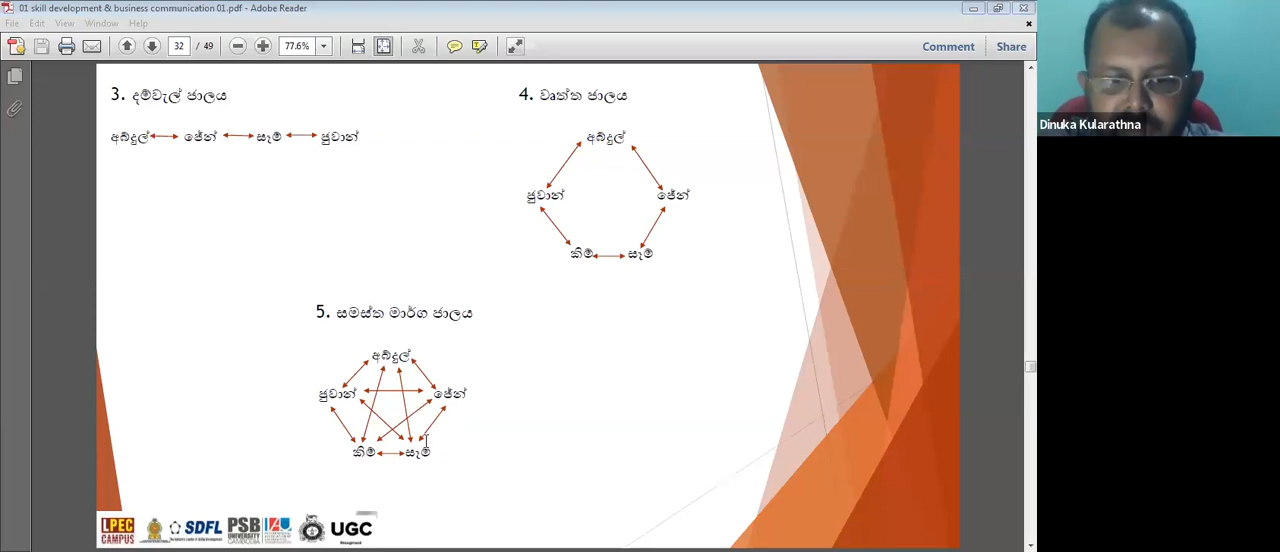 01 skill development & business communication 01.pdf - Adobe Reader
File Edit View Window Help
32 / 49 77.6% Comment Share
Dinuka Kularathna
3. දම්වැල් ජාලය
අබ්දුල් ජේන් සෑම් ජුවාන්
4. වෘත්ත ජාලය
අබ්දුල්
ජුවාන් ජේන්
කිම් සෑම්
5. සමස්ත මාර්ග ජාලය
අබ්දුල්
ජුවාන් ජේන්
කිම් සෑම්
LPEC CAMPUS
SDFL
PSB UNIVERSITY CAMBODIA
UGC